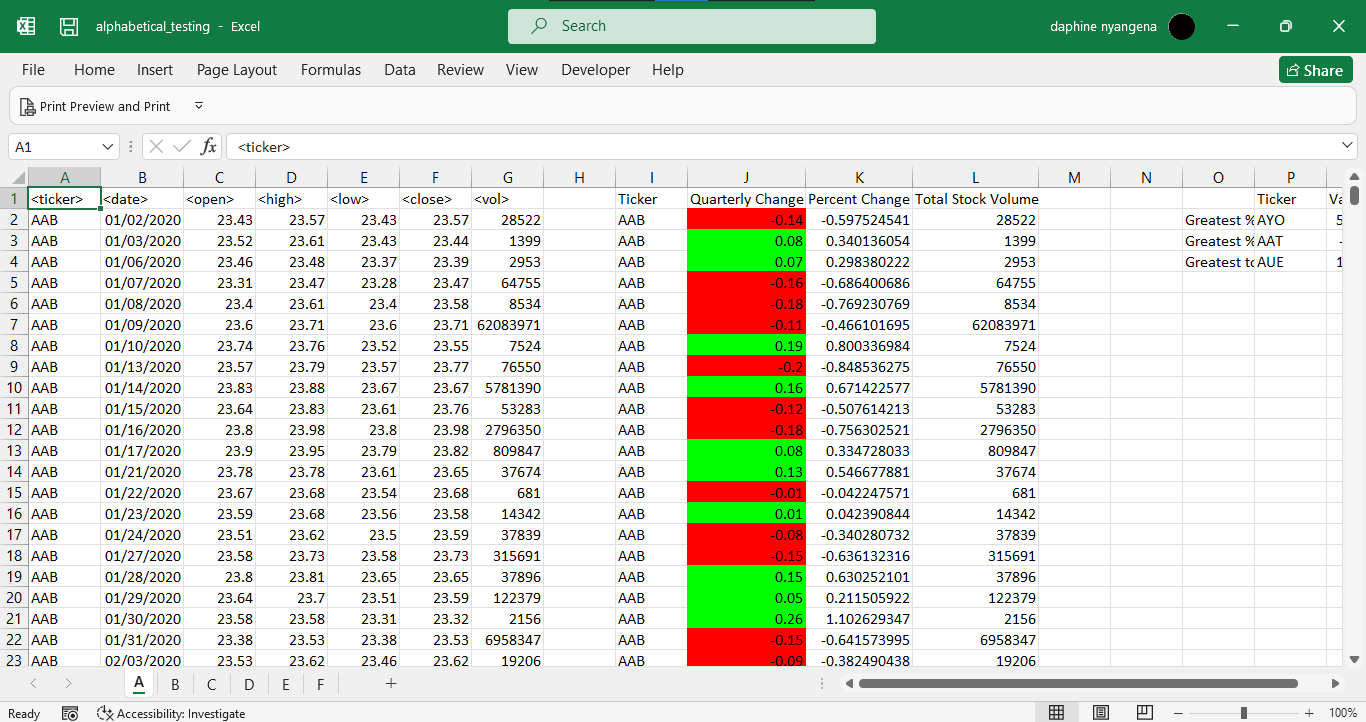 alphabetical_testing - Excel
Search
daphine nyangena
File Home Insert Page Layout Formulas Data Review View Developer Help
Share
Print Preview and Print
A1 fx <ticker>
A B C D E F G H I J K L M N O P
1 <ticker> <date> <open> <high> <low> <close> <vol> Ticker Quarterly Change Percent Change Total Stock Volume Ticker
2 AAB 01/02/2020 23.43 23.57 23.43 23.57 28522 AAB -0.14 -0.597524541 28522 Greatest % AYO 5
3 AAB 01/03/2020 23.52 23.61 23.43 23.44 1399 AAB 0.08 0.340136054 1399 Greatest % AAT -
4 AAB 01/06/2020 23.46 23.48 23.37 23.39 2953 AAB 0.07 0.298380222 2953 Greatest to AUE 1
5 AAB 01/07/2020 23.31 23.47 23.28 23.47 64755 AAB -0.16 -0.686400686 64755
6 AAB 01/08/2020 23.4 23.61 23.4 23.58 8534 AAB -0.18 -0.769230769 8534
7 AAB 01/09/2020 23.6 23.71 23.6 23.71 62083971 AAB -0.11 -0.466101695 62083971
8 AAB 01/10/2020 23.74 23.76 23.52 23.55 7524 AAB 0.19 0.800336984 7524
9 AAB 01/13/2020 23.57 23.79 23.57 23.77 76550 AAB -0.2 -0.848536275 76550
10 AAB 01/14/2020 23.83 23.88 23.67 23.67 5781390 AAB 0.16 0.671422577 5781390
11 AAB 01/15/2020 23.64 23.83 23.61 23.76 53283 AAB -0.12 -0.507614213 53283
12 AAB 01/16/2020 23.8 23.98 23.8 23.98 2796350 AAB -0.18 -0.756302521 2796350
13 AAB 01/17/2020 23.9 23.95 23.79 23.82 809847 AAB 0.08 0.334728033 809847
14 AAB 01/21/2020 23.78 23.78 23.61 23.65 37674 AAB 0.13 0.546677881 37674
15 AAB 01/22/2020 23.67 23.68 23.54 23.68 681 AAB -0.01 -0.042247571 681
16 AAB 01/23/2020 23.59 23.68 23.56 23.58 14342 AAB 0.01 0.042390844 14342
17 AAB 01/24/2020 23.51 23.62 23.5 23.59 37839 AAB -0.08 -0.340280732 37839
18 AAB 01/27/2020 23.58 23.73 23.58 23.73 315691 AAB -0.15 -0.636132316 315691
19 AAB 01/28/2020 23.8 23.81 23.65 23.65 37896 AAB 0.15 0.630252101 37896
20 AAB 01/29/2020 23.64 23.7 23.51 23.59 122379 AAB 0.05 0.211505922 122379
21 AAB 01/30/2020 23.58 23.58 23.31 23.32 2156 AAB 0.26 1.102629347 2156
22 AAB 01/31/2020 23.38 23.53 23.38 23.53 6958347 AAB -0.15 -0.641573995 6958347
23 AAB 02/03/2020 23.53 23.62 23.46 23.62 19206 AAB -0.09 -0.382490438 19206
A B C D E F +
Ready Accessibility: Investigate 100%